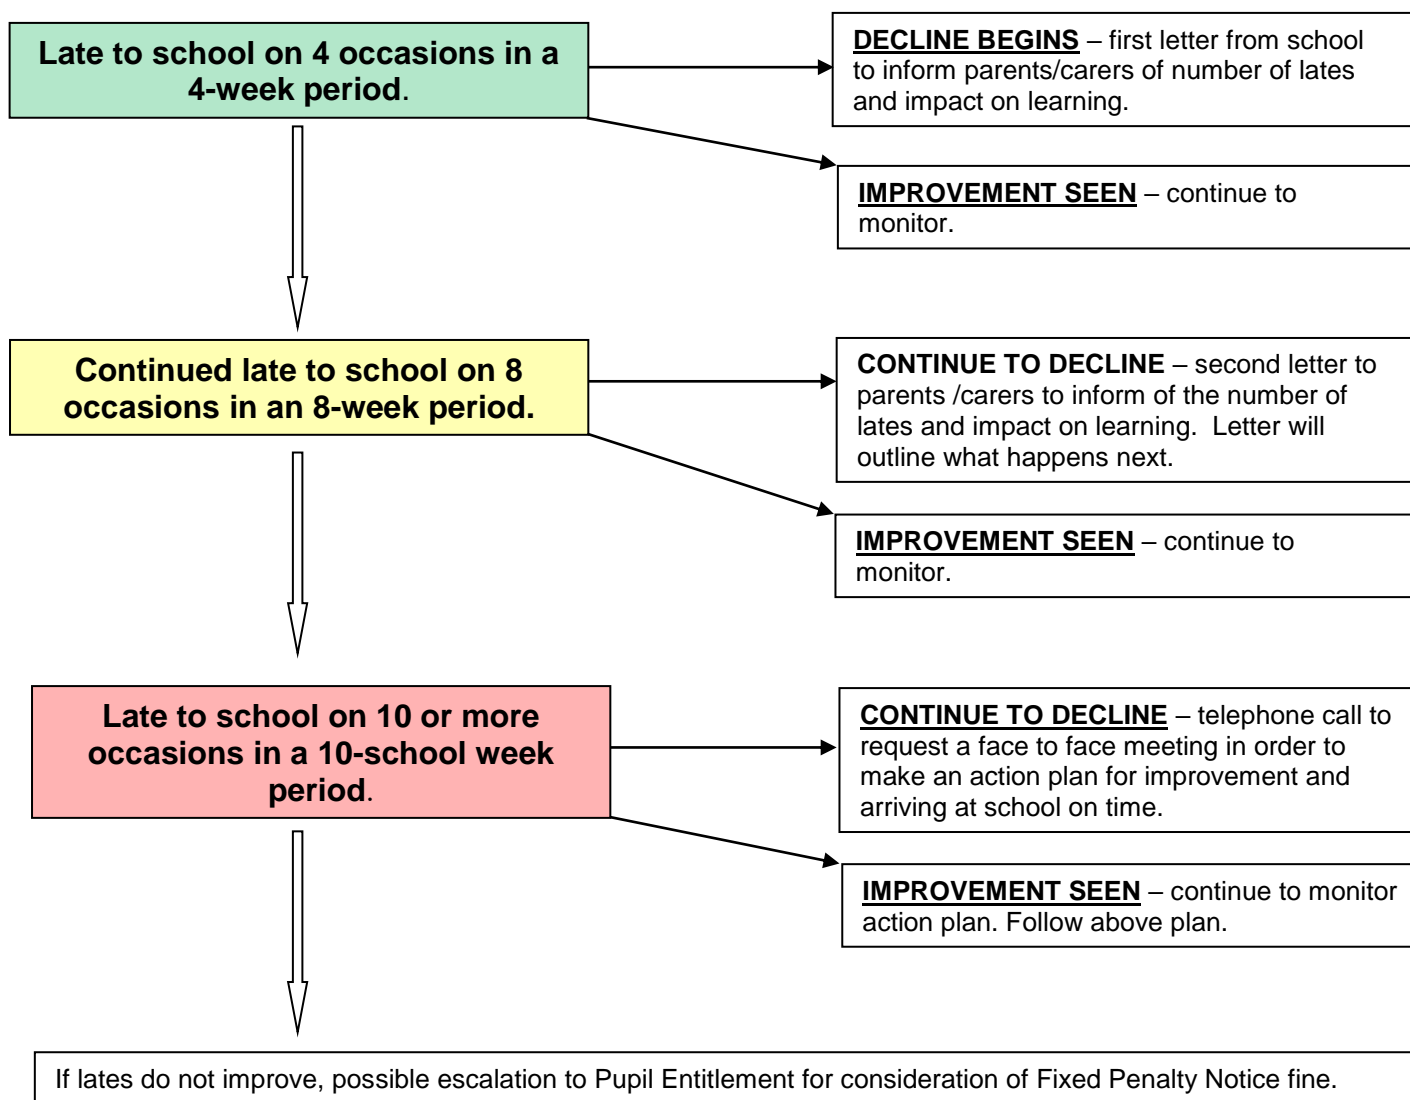 Late to school on 4 occasions in a
4-week period.
DECLINE BEGINS – first letter from school
to inform parents/carers of number of lates
and impact on learning.
IMPROVEMENT SEEN – continue to
monitor.
Continued late to school on 8
occasions in an 8-week period.
CONTINUE TO DECLINE – second letter to
parents /carers to inform of the number of
lates and impact on learning.  Letter will
outline what happens next.
IMPROVEMENT SEEN – continue to
monitor.
Late to school on 10 or more
occasions in a 10-school week
period.
CONTINUE TO DECLINE – telephone call to
request a face to face meeting in order to
make an action plan for improvement and
arriving at school on time.
IMPROVEMENT SEEN – continue to monitor
action plan. Follow above plan.
If lates do not improve, possible escalation to Pupil Entitlement for consideration of Fixed Penalty Notice fine.